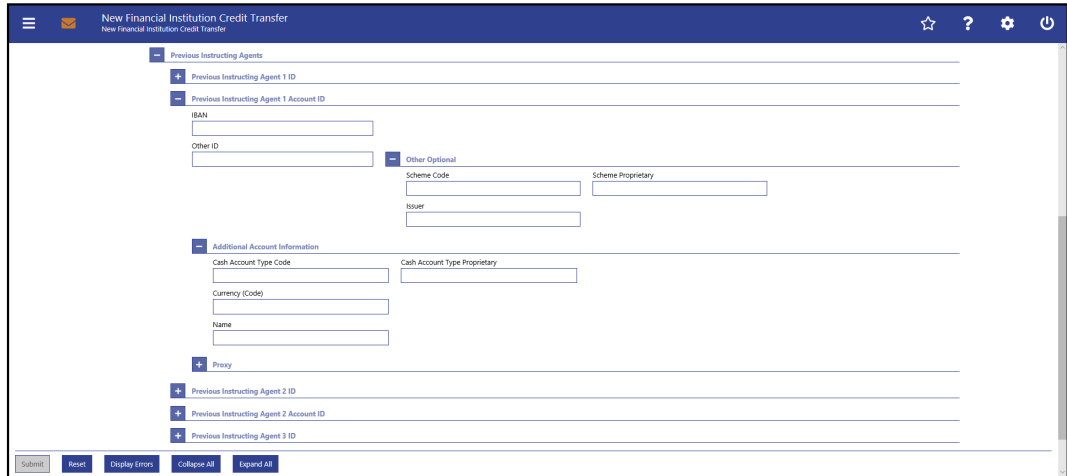 New Financial Institution Credit Transfer
New Financial Institution Credit Transfer
Previous Instructing Agents
Previous Instructing Agent 1 ID
Previous Instructing Agent 1 Account ID
IBAN
Other ID
Other Optional
Scheme Code Scheme Proprietary
Issuer
Additional Account Information
Cash Account Type Code Cash Account Type Proprietary
Currency (Code)
Name
Proxy
Previous Instructing Agent 2 ID
Previous Instructing Agent 2 Account ID
Previous Instructing Agent 3 ID
Submit Reset Display Errors Collapse All Expand All